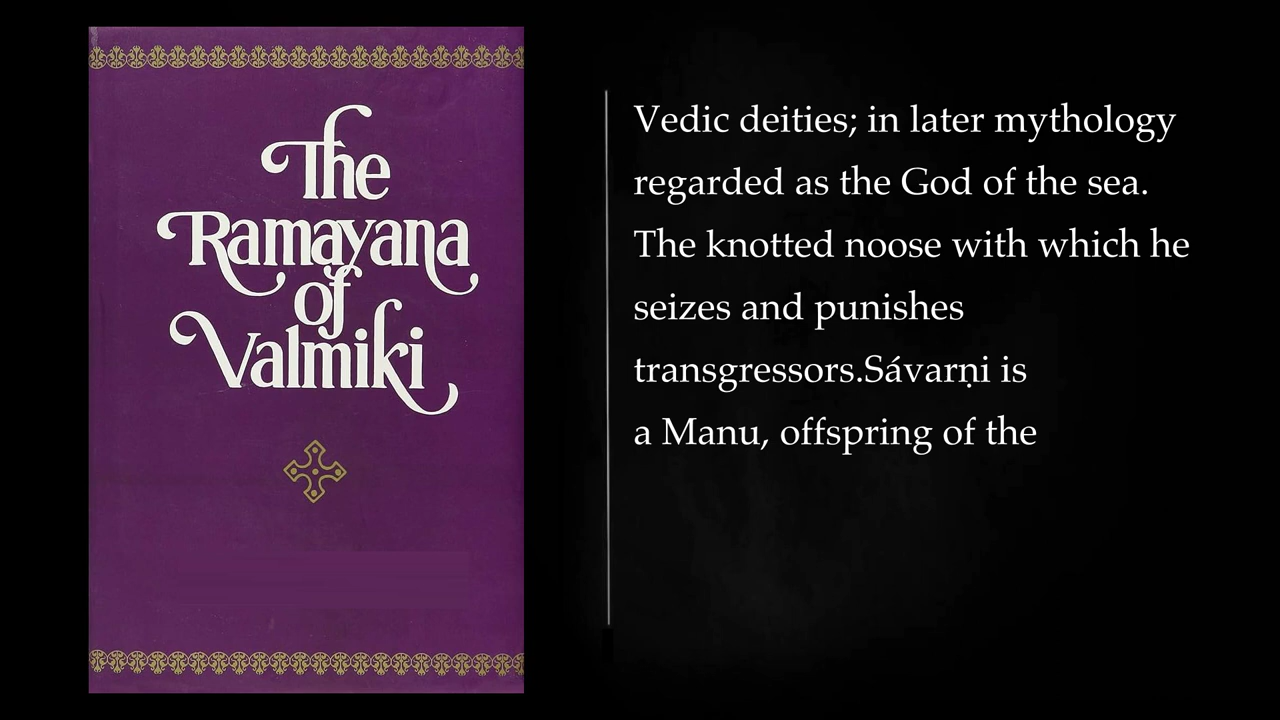 The
Ramayana
of
Valmiki
Vedic deities; in later mythology
regarded as the God of the sea.
The knotted noose with which he
seizes and punishes
transgressors.Sávarṇi is
a Manu, offspring of the